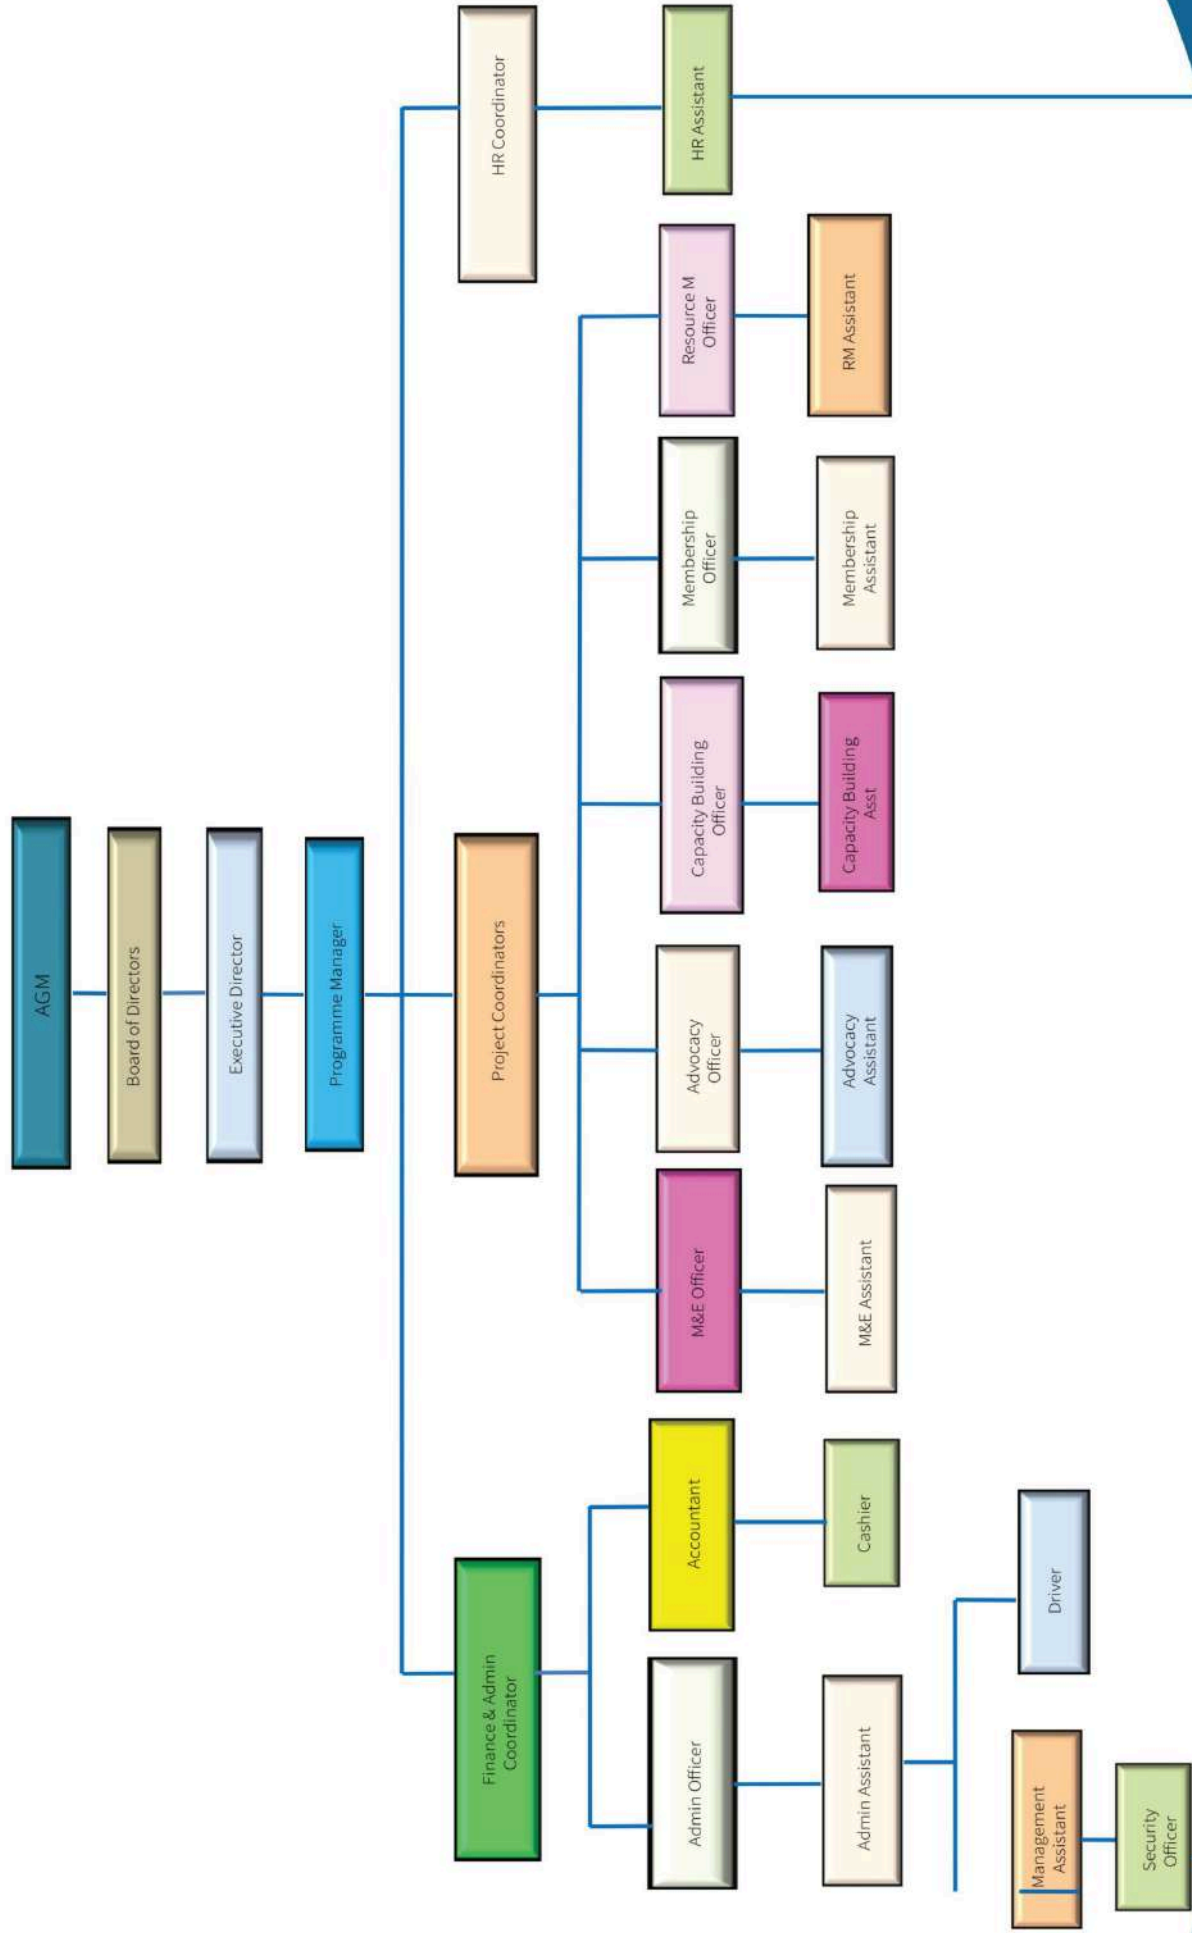 AGM
Board of Directors
Executive Director
Programme Manager
Finance & Admin
Coordinator
Project Coordinators
HR Coordinator
Admin Officer
Accountant
M&E Officer
Advocacy
Officer
Capacity Building
Officer
Membership
Officer
Resource M
Officer
HR Assistant
Admin Assistant
Cashier
M&E Assistant
Advocacy
Assistant
Capacity Building
Asst
Membership
Assistant
RM Assistant
Management
Assistant
Driver
Security
Officer